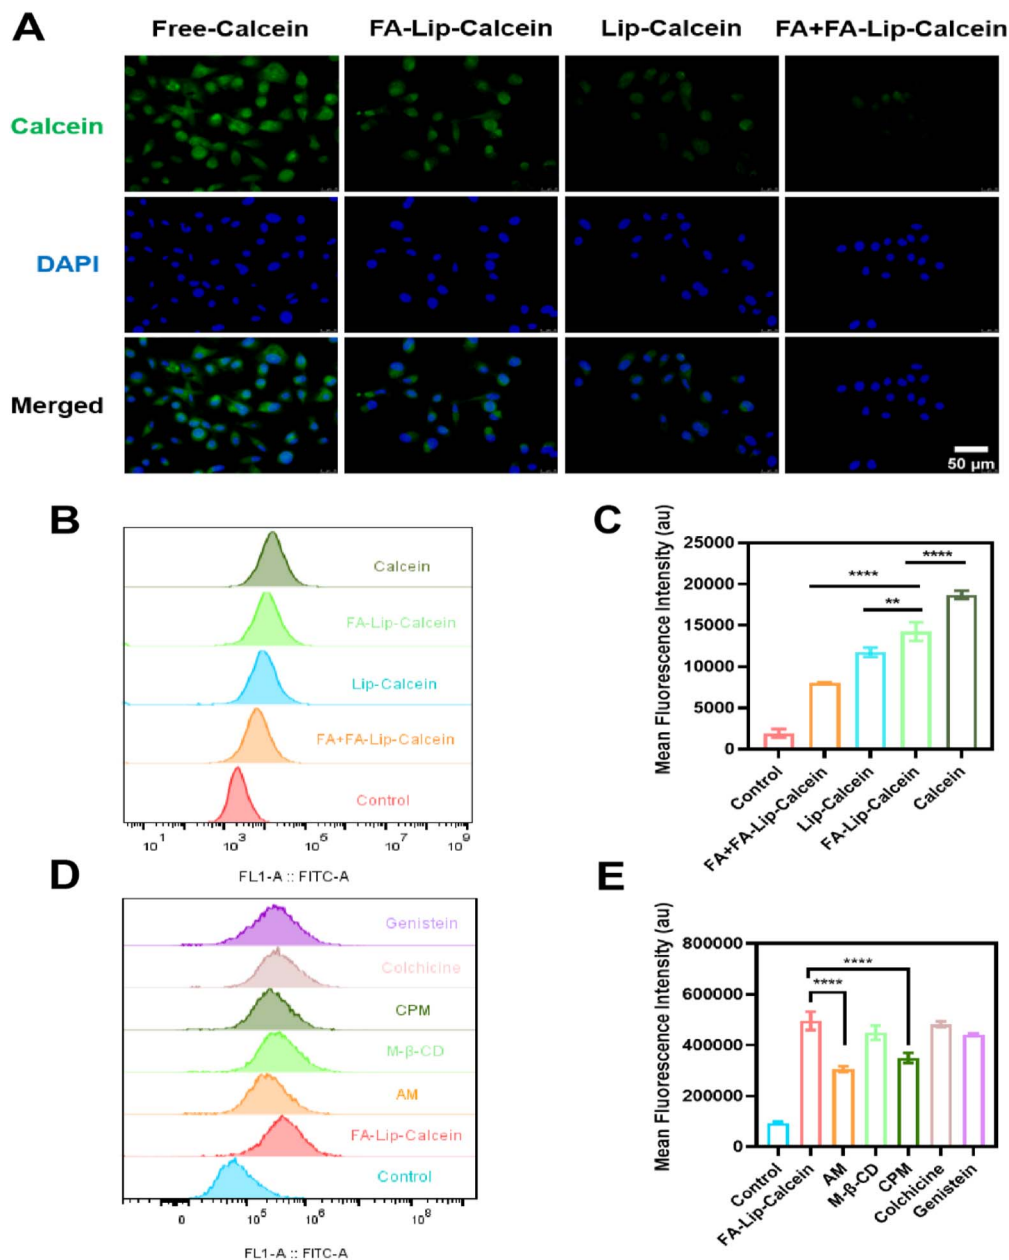 A
Free-Calcein
FA-Lip-Calcein
Lip-Calcein
FA+FA-Lip-Calcein
Calcein
DAPI
Merged
50 µm
B
Calcein
FA-Lip-Calcein
Lip-Calcein
FA+FA-Lip-Calcein
Control
10^1
10^3
10^5
10^7
10^9
FL1-A :: FITC-A
C
Mean Fluorescence Intensity (au)
25000
20000
15000
10000
5000
0
****
****
**
Control
FA+FA-Lip-Calcein
Lip-Calcein
FA-Lip-Calcein
Calcein
D
Genistein
Colchicine
CPM
M-β-CD
AM
FA-Lip-Calcein
Control
0
10^5
10^6
10^8
FL1-A :: FITC-A
E
Mean Fluorescence Intensity (au)
800000
600000
400000
200000
0
****
****
Control
FA-Lip-Calcein
AM
M-β-CD
CPM
Colchicine
Genistein